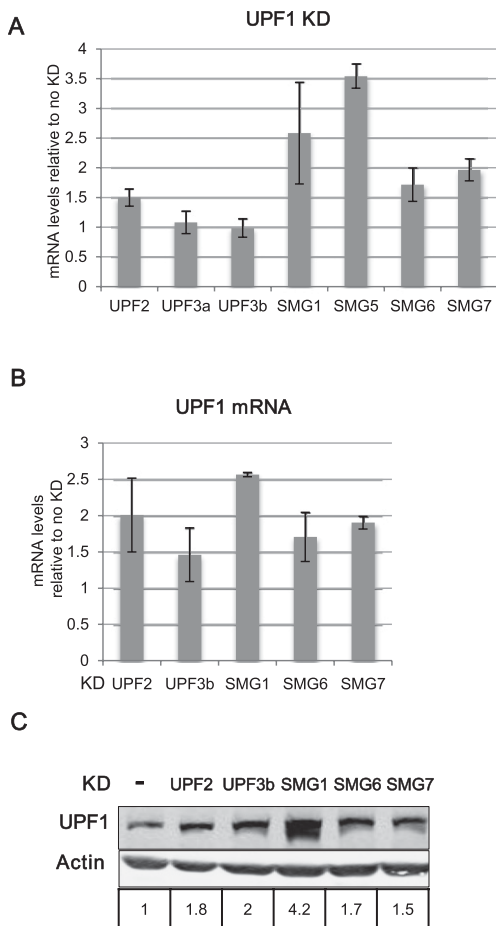 A
UPF1 KD
mRNA levels relative to no KD
4
3.5
3
2.5
2
1.5
1
0.5
0
UPF2 UPF3a UPF3b SMG1 SMG5 SMG6 SMG7
B
UPF1 mRNA
mRNA levels
relative to no KD
3
2.5
2
1.5
1
0.5
0
KD UPF2 UPF3b SMG1 SMG6 SMG7
C
KD - UPF2 UPF3b SMG1 SMG6 SMG7
UPF1
Actin
1 1.8 2 4.2 1.7 1.5